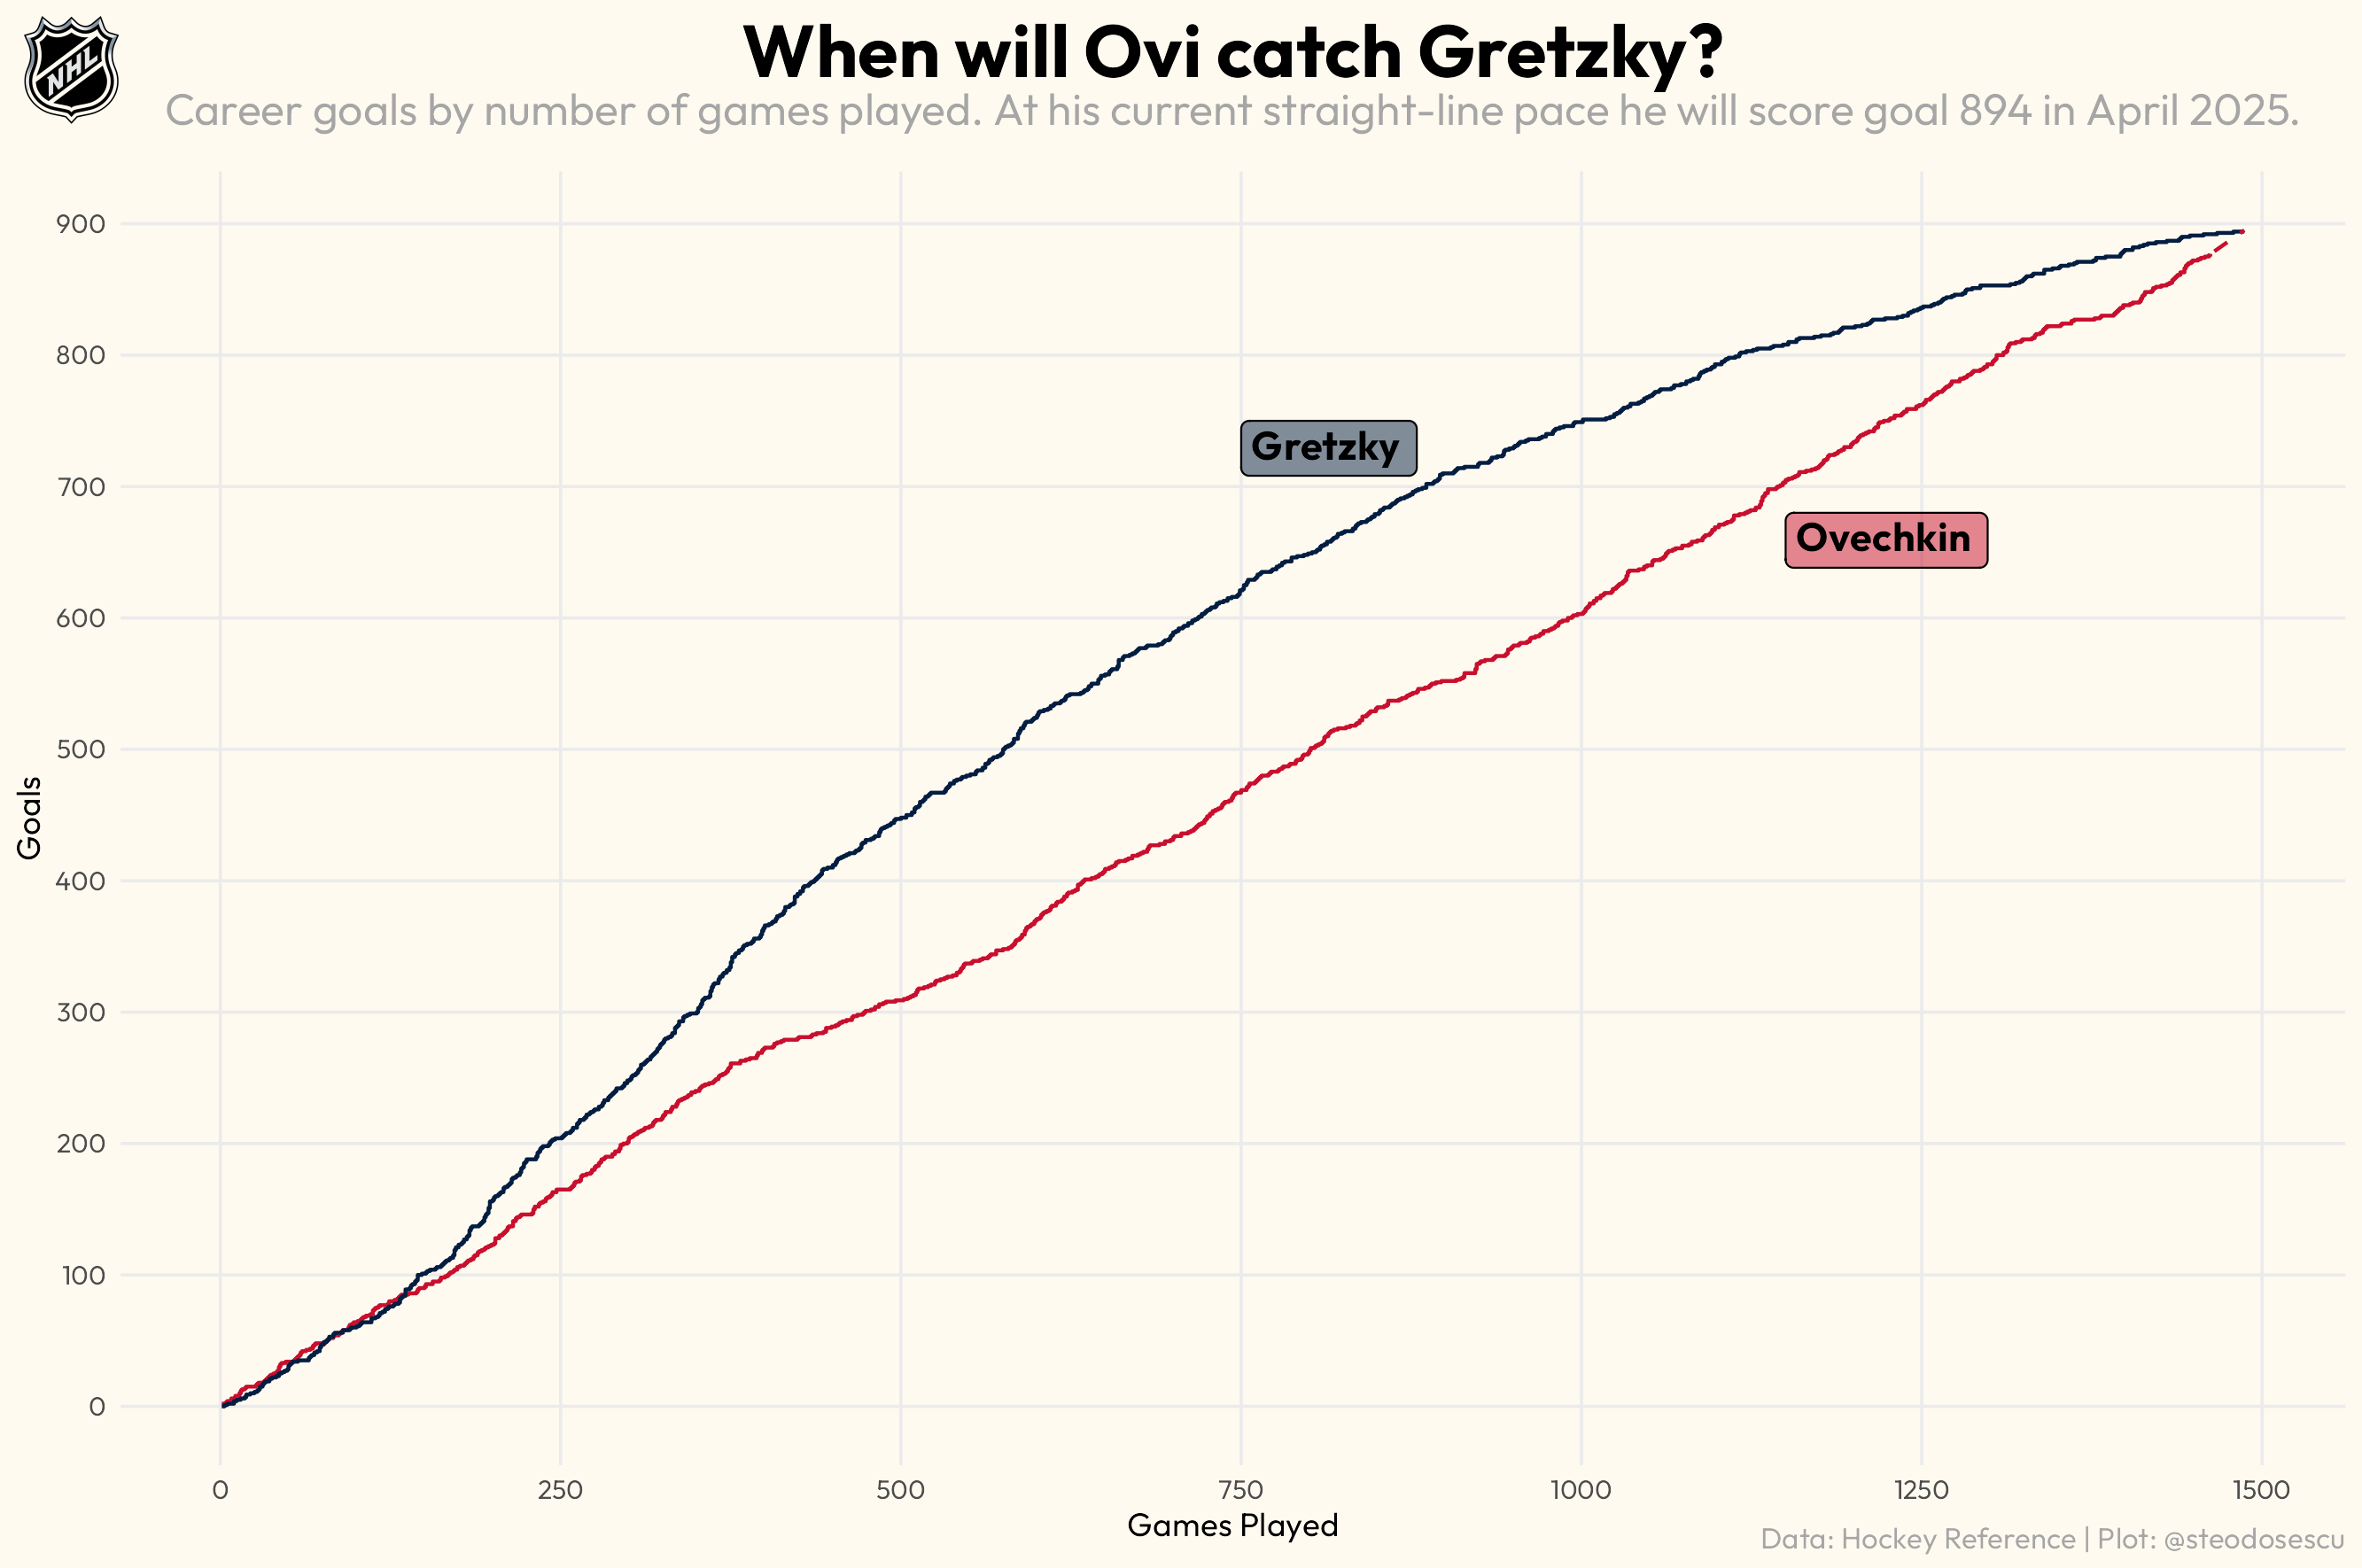 NHL
When will Ovi catch Gretzky?
Career goals by number of games played. At his current straight-line pace he will score goal 894 in April 2025.
900
800
700
600
500
400
300
200
100
0
Goals
Gretzky
Ovechkin
0 250 500 750 1000 1250 1500
Games Played
Data: Hockey Reference | Plot: @steodosescu